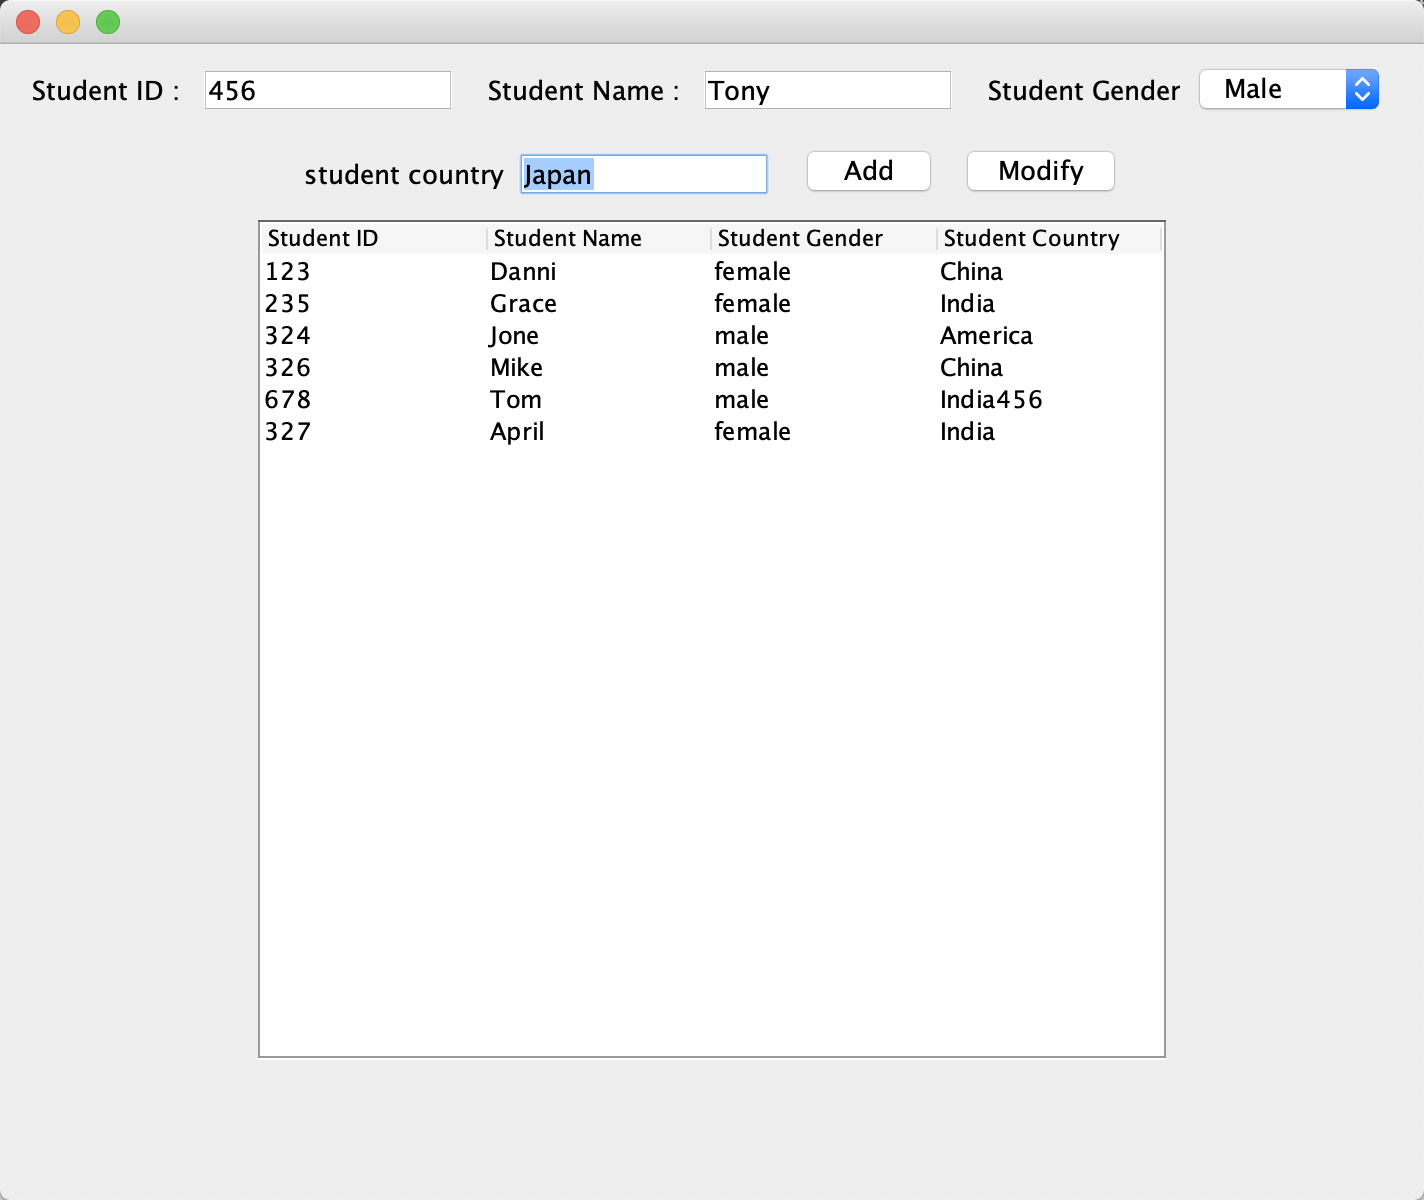 Student ID : 456 Student Name : Tony Student Gender Male
student country Japan Add Modify
Student ID Student Name Student Gender Student Country
123 Danni female China
235 Grace female India
324 Jone male America
326 Mike male China
678 Tom male India456
327 April female India